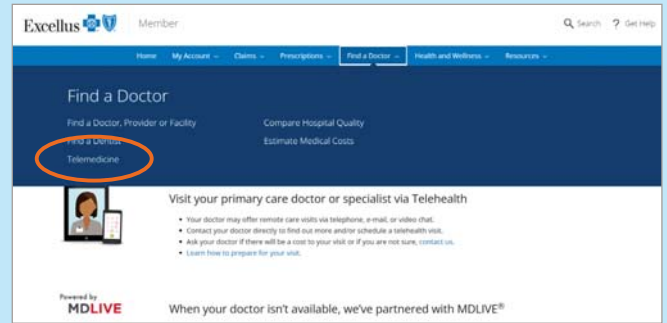 Excellus Member Search ? Get Help
Home My Account Claims Prescriptions Find a Doctor Health and Wellness Resources
Find a Doctor
Find a Doctor, Provider or Facility Compare Hospital Quality
Find a Dentist Estimate Medical Costs
Telemedicine
Visit your primary care doctor or specialist via Telehealth
• Your doctor may offer remote care visits via telephone, e-mail, or video chat.
• Contact your doctor directly to find out more and/or schedule a telehealth visit.
• Ask your doctor if there will be a cost to your visit or if you are not sure, contact us.
• Learn how to prepare for your visit.
Powered by
MDLIVE When your doctor isn't available, we've partnered with MDLIVE®